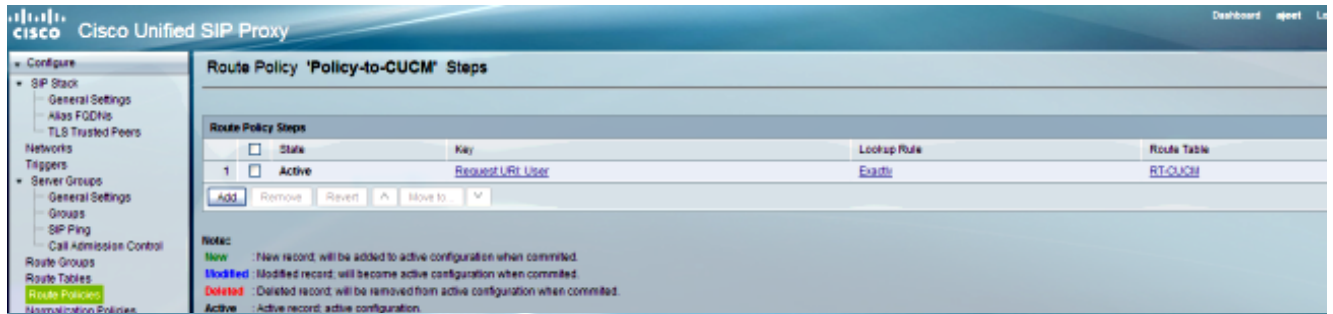 Dashboard ajeet
CISCO Cisco Unified SIP Proxy
Configure
SIP Stack
General Settings
Alias FQDNs
TLS Trusted Peers
Networks
Triggers
Server Groups
General Settings
Groups
SIP Ping
Call Admission Control
Route Groups
Route Tables
Route Policies
Normalization Policies
Route Policy 'Policy-to-CUCM' Steps
Route Policy Steps
State Key Lookup Rule Route Table
1 Active Request URI: User Exactly RT-CUCM
Add Remove Revert Move to...
Note:
New : New record; will be added to active configuration when commited.
Modified : Modified record; will become active configuration when commited.
Deleted : Deleted record; will be removed from active configuration when commited.
Active : Active record; active configuration.